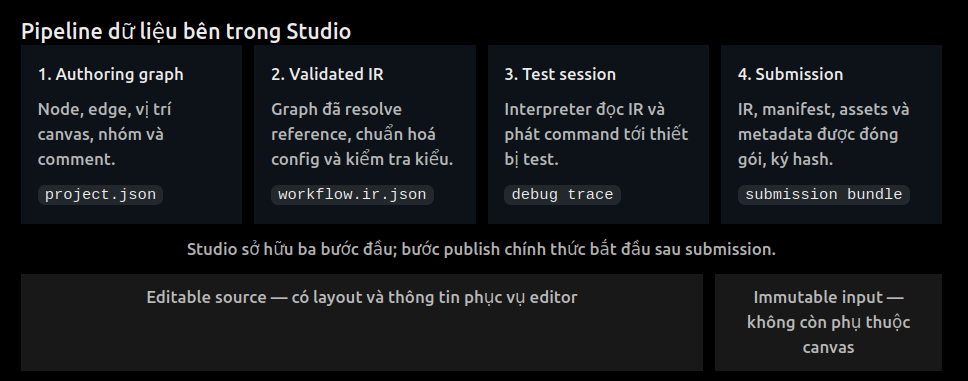 Pipeline dữ liệu bên trong Studio
1. Authoring graph
Node, edge, vị trí
canvas, nhóm và
comment.
project.json
2. Validated IR
Graph đã resolve
reference, chuẩn hoá
config và kiểm tra kiểu.
workflow.ir.json
3. Test session
Interpreter đọc IR và
phát command tới thiết
bị test.
debug trace
4. Submission
IR, manifest, assets và
metadata được đóng
gói, ký hash.
submission bundle
Studio sở hữu ba bước đầu; bước publish chính thức bắt đầu sau submission.
Editable source — có layout và thông tin phục vụ editor
Immutable input —
không còn phụ thuộc
canvas